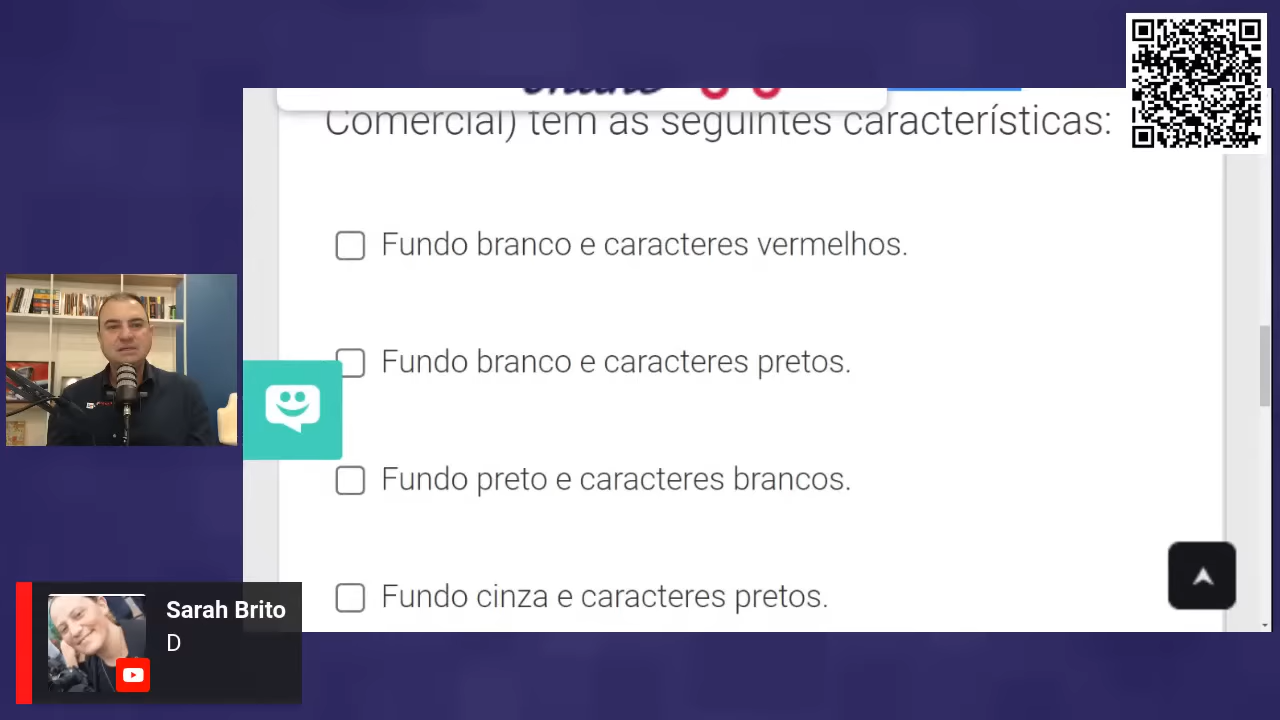 Comercial) tem as seguintes características:
Fundo branco e caracteres vermelhos.
Fundo branco e caracteres pretos.
Fundo preto e caracteres brancos.
Fundo cinza e caracteres pretos.
Sarah Brito
D